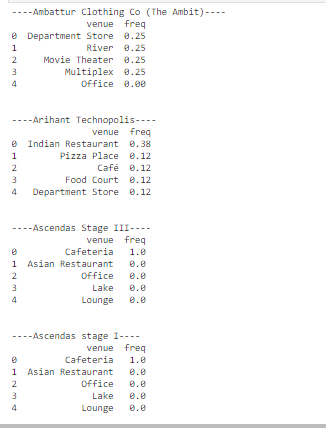 ----Ambattur Clothing Co (The Ambit)----
venue freq
0 Department Store 0.25
1 River 0.25
2 Movie Theater 0.25
3 Multiplex 0.25
4 Office 0.00
----Arihant Technopolis----
venue freq
0 Indian Restaurant 0.38
1 Pizza Place 0.12
2 Café 0.12
3 Food Court 0.12
4 Department Store 0.12
----Ascendas Stage III----
venue freq
0 Cafeteria 1.0
1 Asian Restaurant 0.0
2 Office 0.0
3 Lake 0.0
4 Lounge 0.0
----Ascendas stage I----
venue freq
0 Cafeteria 1.0
1 Asian Restaurant 0.0
2 Office 0.0
3 Lake 0.0
4 Lounge 0.0